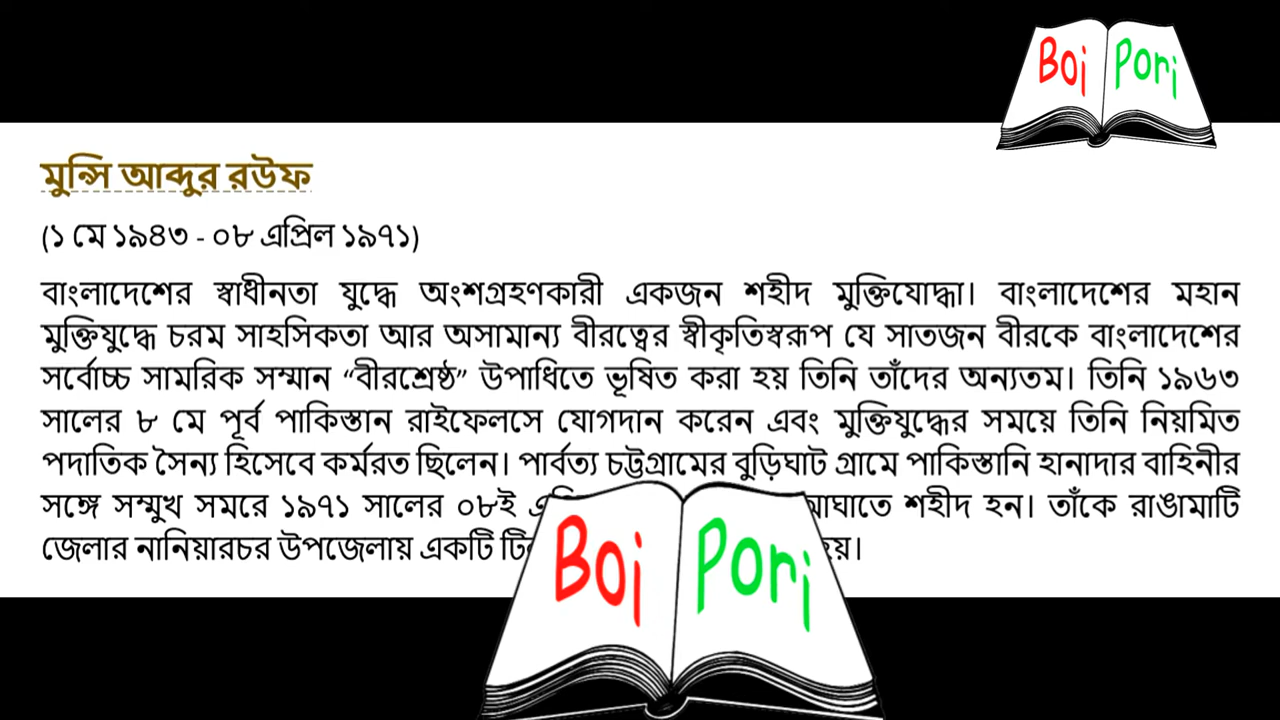 Boi Pori
মুন্সি আব্দুর রউফ
(১ মে ১৯৪৩ - ০৮ এপ্রিল ১৯৭১)
বাংলাদেশের স্বাধীনতা যুদ্ধে অংশগ্রহণকারী একজন শহীদ মুক্তিযোদ্ধা। বাংলাদেশের মহান
মুক্তিযুদ্ধে চরম সাহসিকতা আর অসামান্য বীরত্বের স্বীকৃতিস্বরূপ যে সাতজন বীরকে বাংলাদেশের
সর্বোচ্চ সামরিক সম্মান “বীরশ্রেষ্ঠ” উপাধিতে ভূষিত করা হয় তিনি তাঁদের অন্যতম। তিনি ১৯৬৩
সালের ৮ মে পূর্ব পাকিস্তান রাইফেলসে যোগদান করেন এবং মুক্তিযুদ্ধের সময়ে তিনি নিয়মিত
পদাতিক সৈন্য হিসেবে কর্মরত ছিলেন। পার্বত্য চট্টগ্রামের বুড়িঘাট গ্রামে পাকিস্তানি হানাদার বাহিনীর
সঙ্গে সম্মুখ সমরে ১৯৭১ সালের ০৮ই শহীদ হন। তাঁকে রাঙামাটি
জেলার নানিয়ারচর উপজেলায় একটি হয়।
Boi Pori